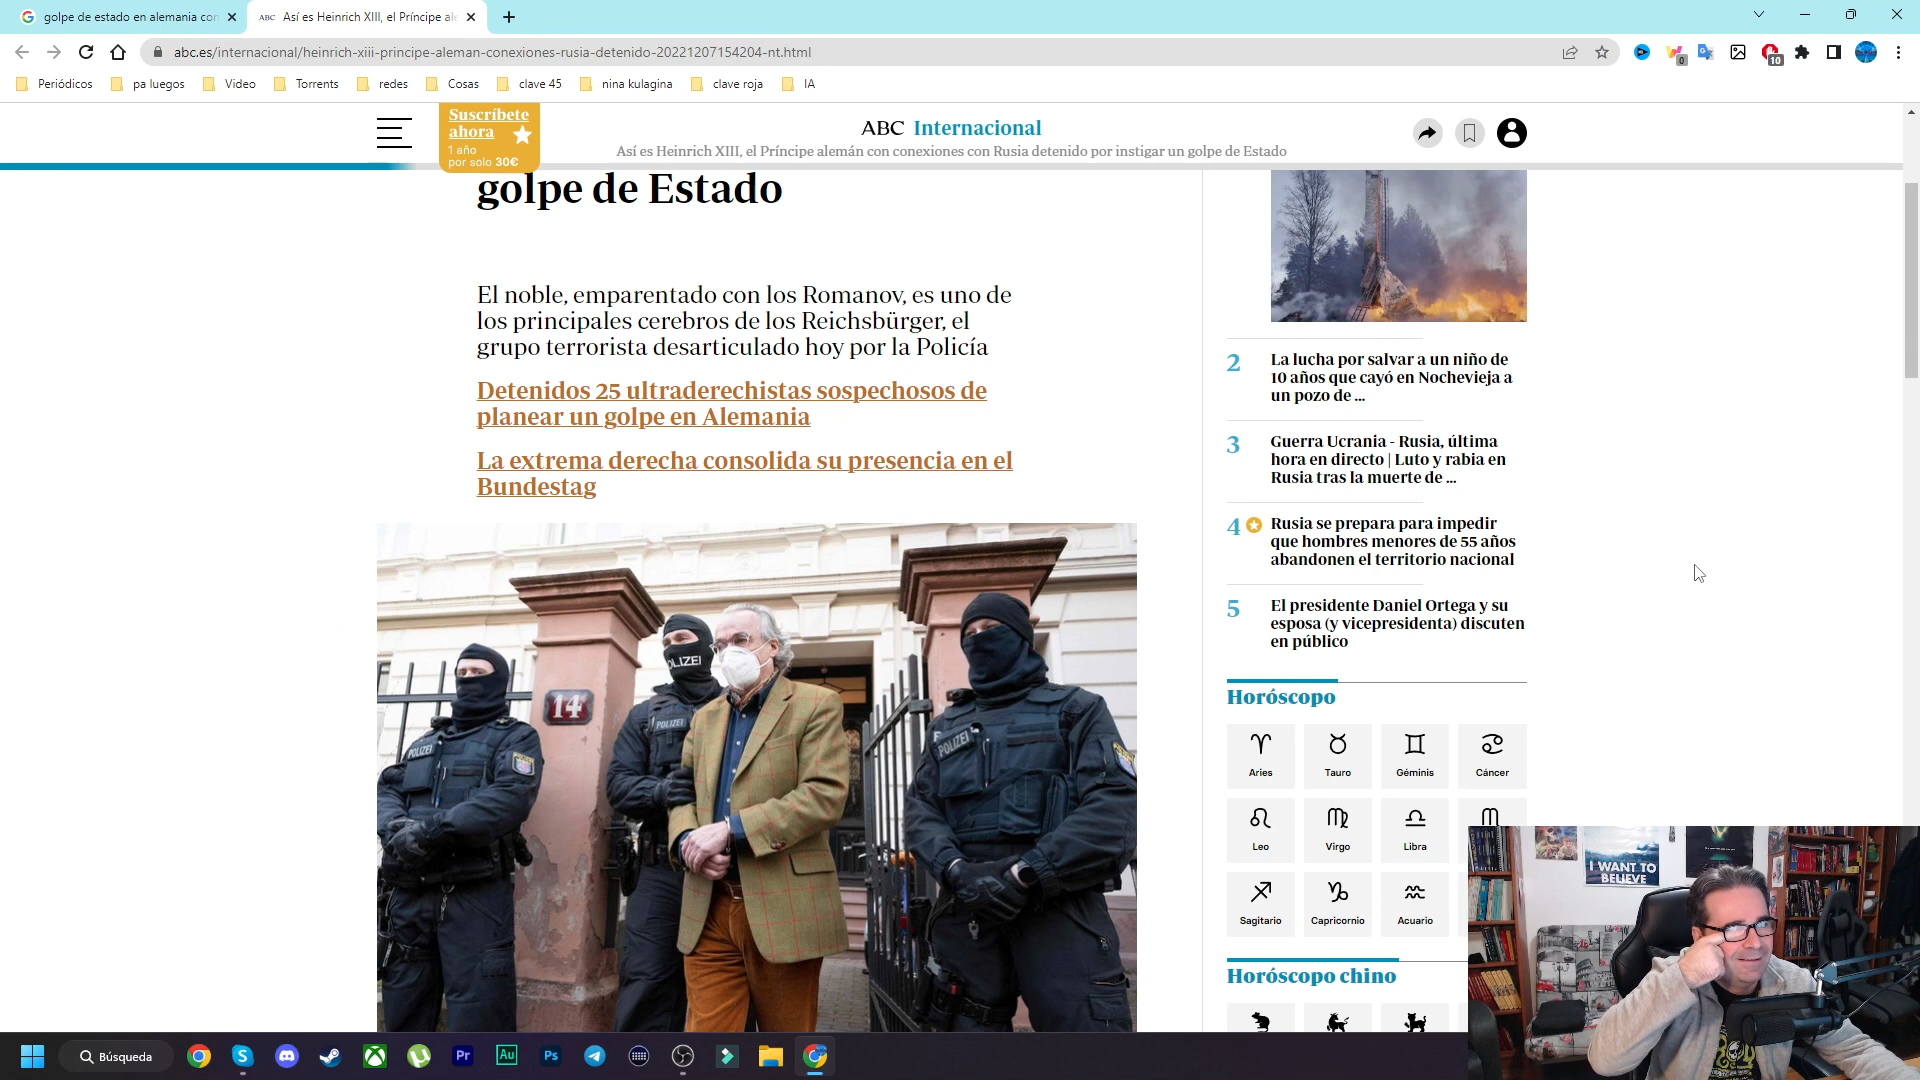 golpe de estado en alemania con
ABC Así es Heinrich XIII, el Príncipe ale
abc.es/internacional/heinrich-xiii-principe-aleman-conexiones-rusia-detenido-20221207154204-nt.html
0
10
Periódicos
pa luegos
Video
Torrents
redes
Cosas
clave 45
nina kulagina
clave roja
IA
Suscríbete
ahora
1 año
por solo 30€
ABC Internacional
Así es Heinrich XIII, el Príncipe alemán con conexiones con Rusia detenido por instigar un golpe de Estado
golpe de Estado
El noble, emparentado con los Romanov, es uno de
los principales cerebros de los Reichsbürger, el
grupo terrorista desarticulado hoy por la Policía
Detenidos 25 ultraderechistas sospechosos de
planear un golpe en Alemania
La extrema derecha consolida su presencia en el
Bundestag
14
POLIZEI
OLIZEI
POLIZEI
POLIZEI
2
La lucha por salvar a un niño de
10 años que cayó en Nochevieja a
un pozo de ...
3
Guerra Ucrania - Rusia, última
hora en directo | Luto y rabia en
Rusia tras la muerte de ...
4
Rusia se prepara para impedir
que hombres menores de 55 años
abandonen el territorio nacional
5
El presidente Daniel Ortega y su
esposa (y vicepresidenta) discuten
en público
Horóscopo
Aries
Tauro
Géminis
Cáncer
Leo
Virgo
Libra
Sagitario
Capricornio
Acuario
Horóscopo chino
I WANT TO
BELIEVE
Búsqueda
Pr
Au
Ps